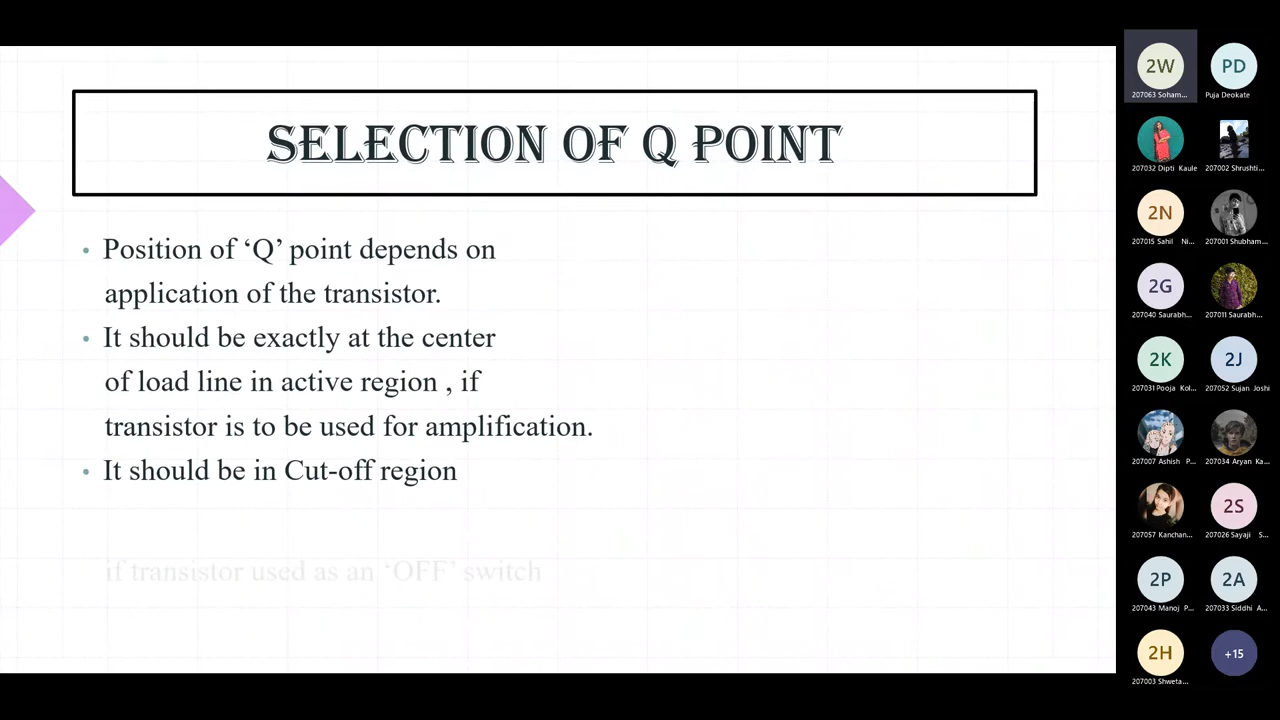 SELECTION OF Q POINT
• Position of ‘Q’ point depends on
application of the transistor.
• It should be exactly at the center
of load line in active region , if
transistor is to be used for amplification.
• It should be in Cut-off region
if transistor used as an ‘OFF’ switch
2W
207063 Soham...
PD
Puja Deokate
207032 Dipti Kaule
207002 Shrushti...
2N
207015 Sahil Ni...
207001 Shubham...
2G
207040 Saurabh...
207011 Saurabh...
2K
207031 Pooja Kol...
2J
207052 Sujan Joshi
207007 Ashish P...
207034 Aryan Ka...
207057 Kanchan...
2S
207026 Sayaji S...
2P
207043 Manoj P...
2A
207033 Siddhi A...
2H
207003 Shweta...
+15